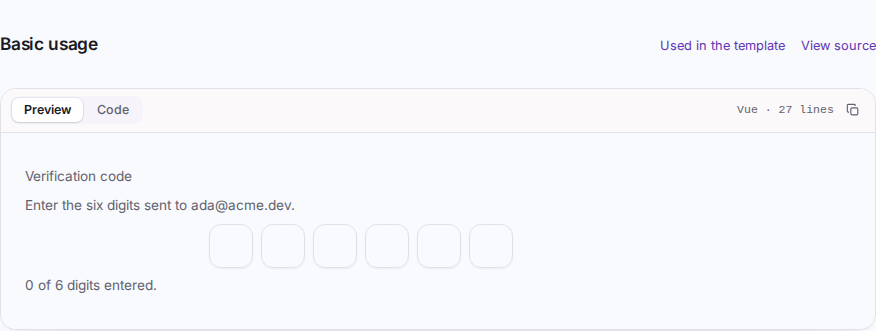 Basic usage
Used in the template View source
Preview Code
Vue · 27 lines
Verification code
Enter the six digits sent to ada@acme.dev.
0 of 6 digits entered.